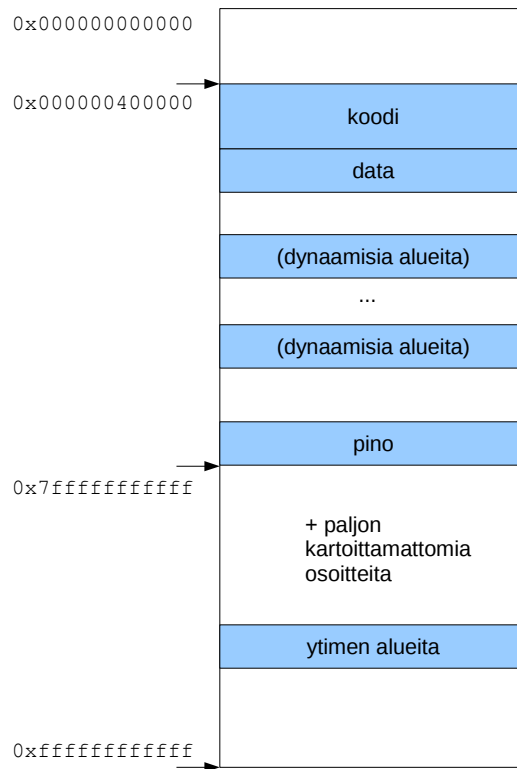 0x000000000000
0x000000400000
koodi
data
(dynaamisia alueita)
...
(dynaamisia alueita)
pino
0x7fffffffffff
+ paljon
kartoittamattomia
osoitteita
ytimen alueita
0xffffffffffff